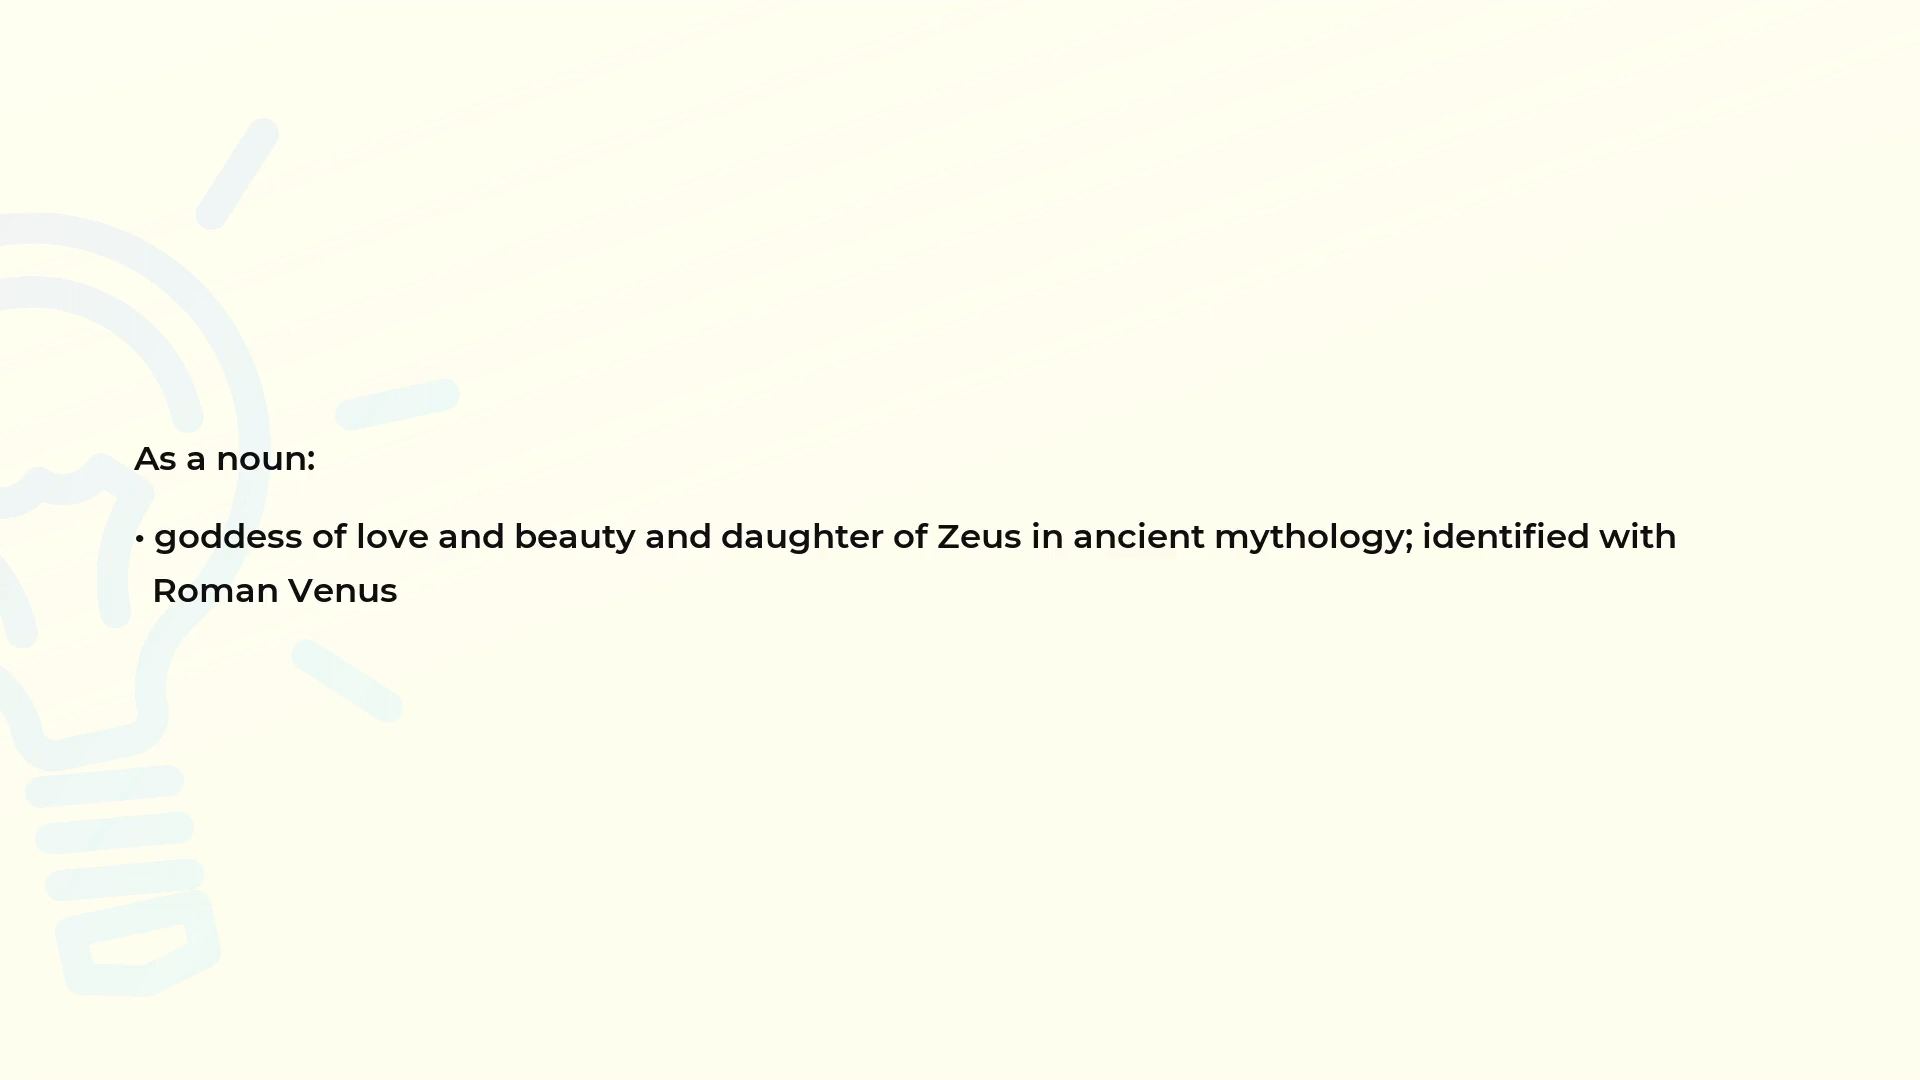 As a noun:
• goddess of love and beauty and daughter of Zeus in ancient mythology; identified with
Roman Venus